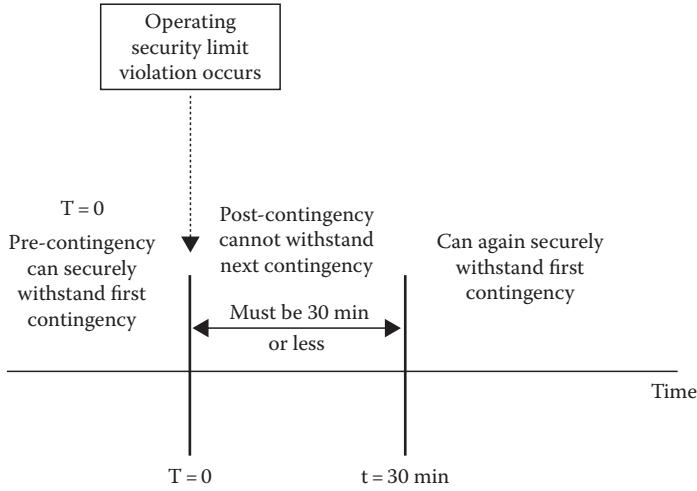 Operating
security limit
violation occurs
T = 0
Pre-contingency
can securely
withstand first
contingency
Post-contingency
cannot withstand
next contingency
Can again securely
withstand first
contingency
Must be 30 min
or less
Time
T = 0
t = 30 min